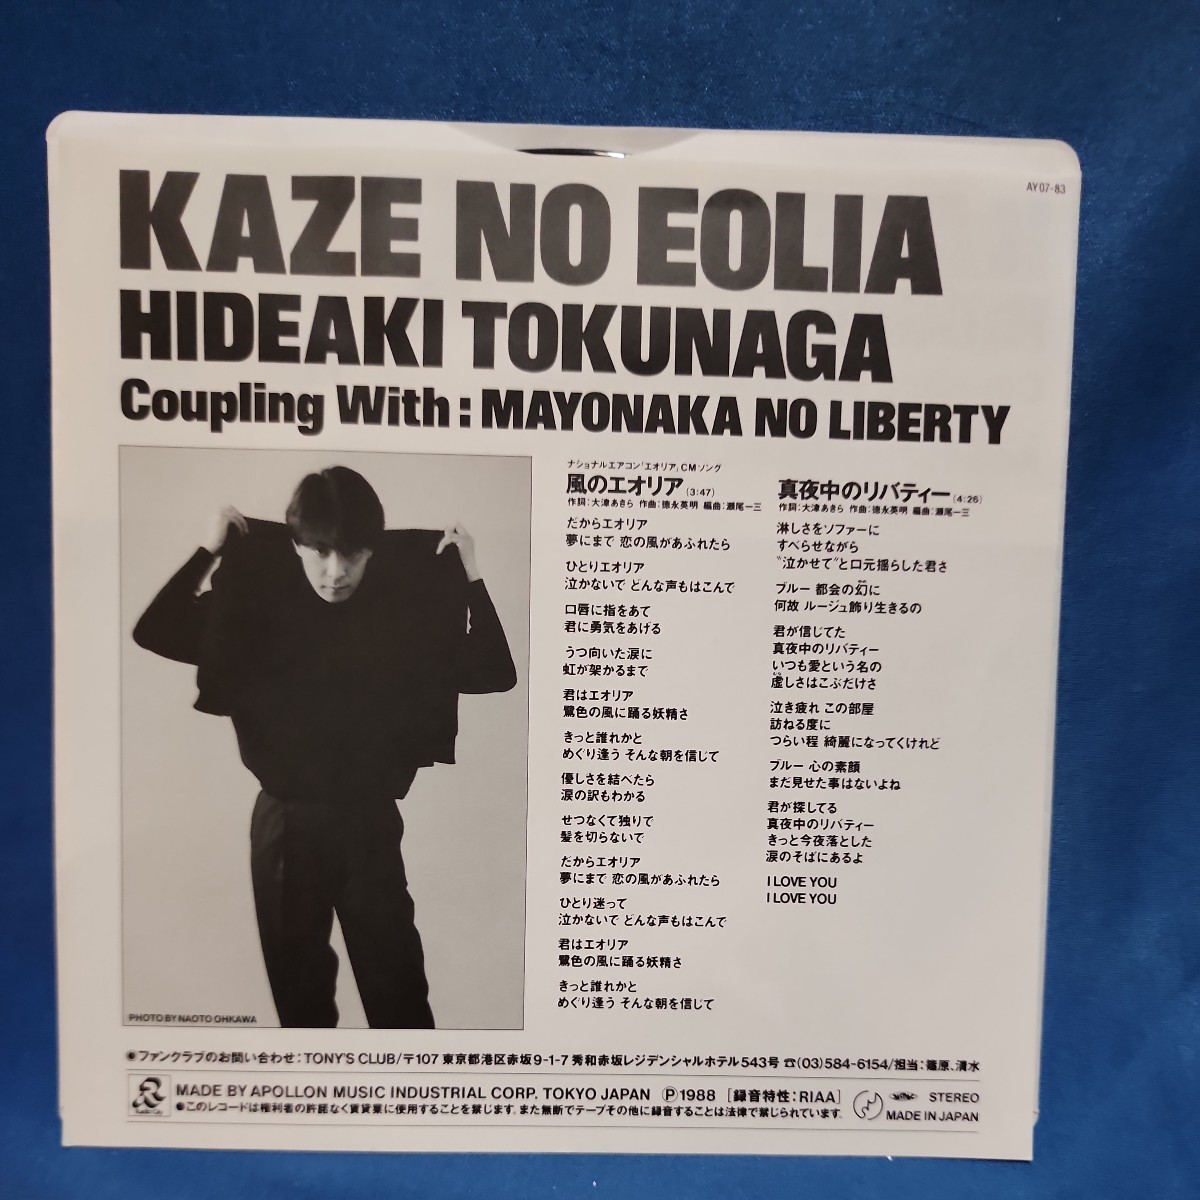 AY07-83
KAZE NO EOLIA
HIDEAKI TOKUNAGA
Coupling With: MAYONAKA NO LIBERTY
ナショナルエアコン「エオリア」CMソング
風のエオリア(3:47)
作詞:大津あきら 作曲:徳永英明 編曲:瀬尾一三
だからエオリア
夢にまで 恋の風があふれたら
ひとりエオリア
泣かないで どんな声もはこんで
口唇に指をあて
君に勇気をあげる
うつ向いた涙に
虹が架かるまで
君はエオリア
鷺色の風に踊る妖精さ
きっと誰れかと
めぐり逢う そんな朝を信じて
優しさを結べたら
涙の訳もわかる
せつなくて独りで
髪を切らないで
だからエオリア
夢にまで 恋の風があふれたら
ひとり迷って
泣かないで どんな声もはこんで
君はエオリア
鷺色の風に踊る妖精さ
きっと誰れかと
めぐり逢う そんな朝を信じて
真夜中のリバティー(4:26)
作詞:大津あきら 作曲:徳永英明 編曲:瀬尾一三
淋しさをソファーに
すべらせながら
"泣かせて"と口元揺らした君さ
ブルー 都会の幻に
何故 ルージュ飾り生きるの
君が信じてた
真夜中のリバティー
いつも愛という名の
虚しさはこぶだけさ
泣き疲れ この部屋
訪ねる度に
つらい程 綺麗になってくけれど
ブルー 心の素顔
まだ見せた事はないよね
君が探してる
真夜中のリバティー
きっと今夜落とした
涙のそばにあるよ
I LOVE YOU
I LOVE YOU
PHOTO BY NAOTO OHKAWA
●ファンクラブのお問い合わせ:TONY'S CLUB/〒107 東京都港区赤坂9-1-7 秀和赤坂レジデンシャルホテル543号 ☎(03)584-6154/担当:篠原、清水
MADE BY APOLLON MUSIC INDUSTRIAL CORP. TOKYO JAPAN Ⓟ1988 [録音特性:RIAA]
●このレコードは権利者の許諾なく賃貸業に使用することを禁じます。また無断でテープその他に録音することは法律で禁じられています。
STEREO
MADE IN JAPAN